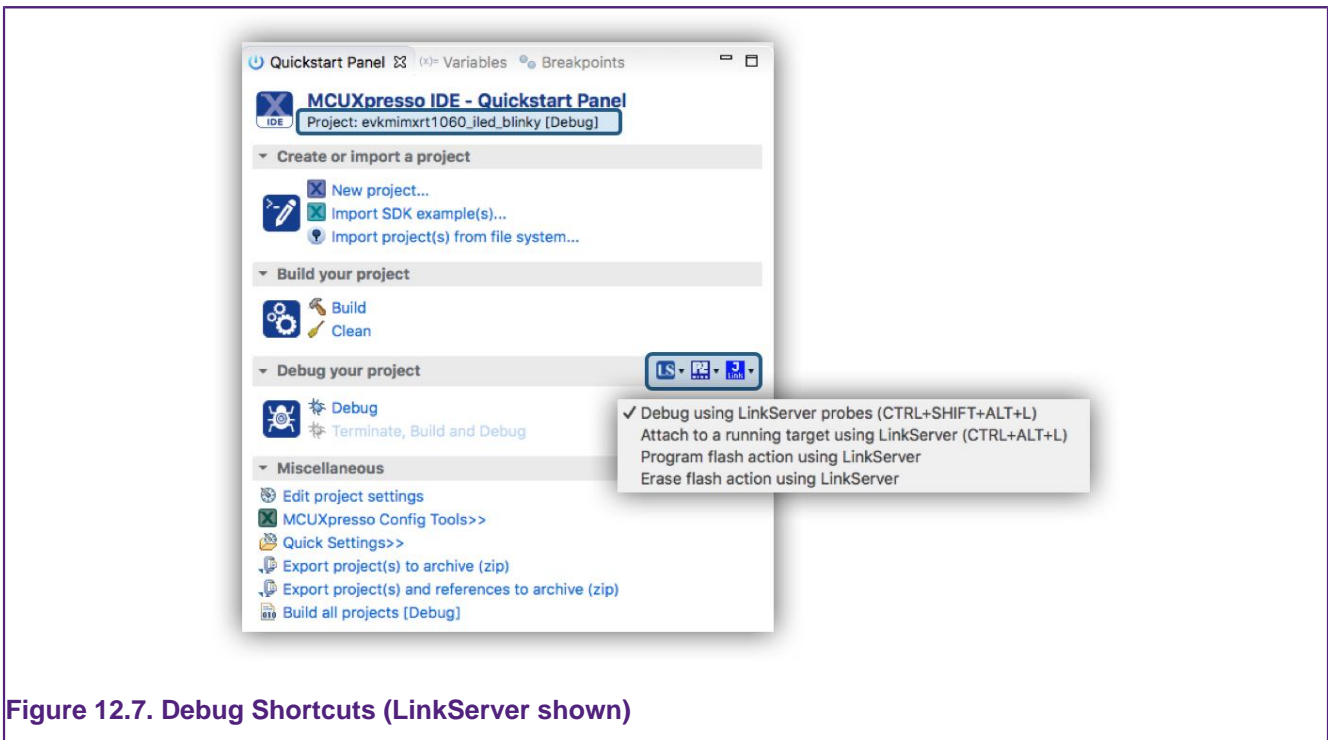 Quickstart Panel (x)= Variables Breakpoints
MCUXpresso IDE - Quickstart Panel
IDE
Project: evkmimxrt1060_iled_blinky [Debug]
Create or import a project
New project...
Import SDK example(s)...
Import project(s) from file system...
Build your project
Build
Clean
Debug your project
LS
Link
Debug
Terminate, Build and Debug
✓ Debug using LinkServer probes (CTRL+SHIFT+ALT+L)
Attach to a running target using LinkServer (CTRL+ALT+L)
Program flash action using LinkServer
Erase flash action using LinkServer
Miscellaneous
Edit project settings
MCUXpresso Config Tools>>
Quick Settings>>
Export project(s) to archive (zip)
Export project(s) and references to archive (zip)
010 Build all projects [Debug]
Figure 12.7. Debug Shortcuts (LinkServer shown)